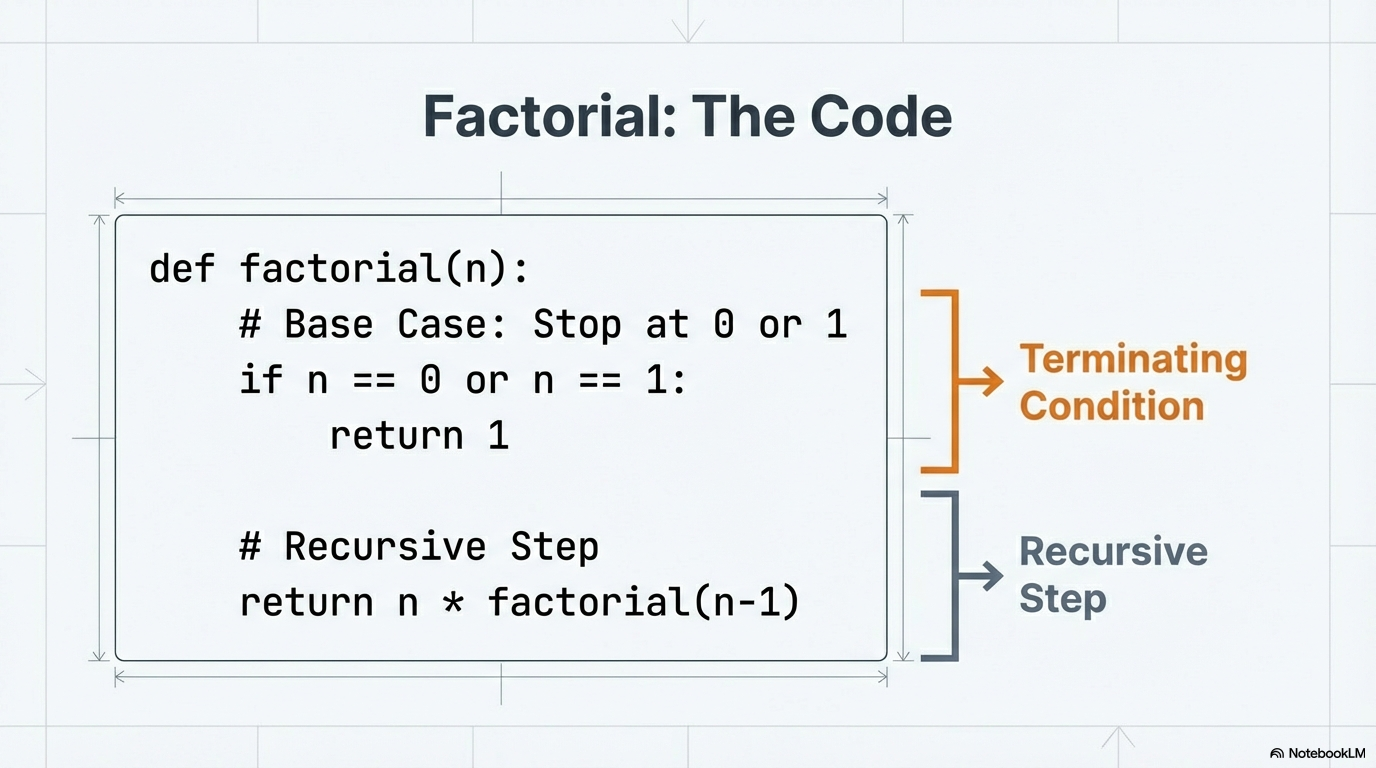 Factorial: The Code
def factorial(n):
    # Base Case: Stop at 0 or 1
    if n == 0 or n == 1:
        return 1
    # Recursive Step
    return n * factorial(n-1)
Terminating
Condition
Recursive
Step
NotebookLM